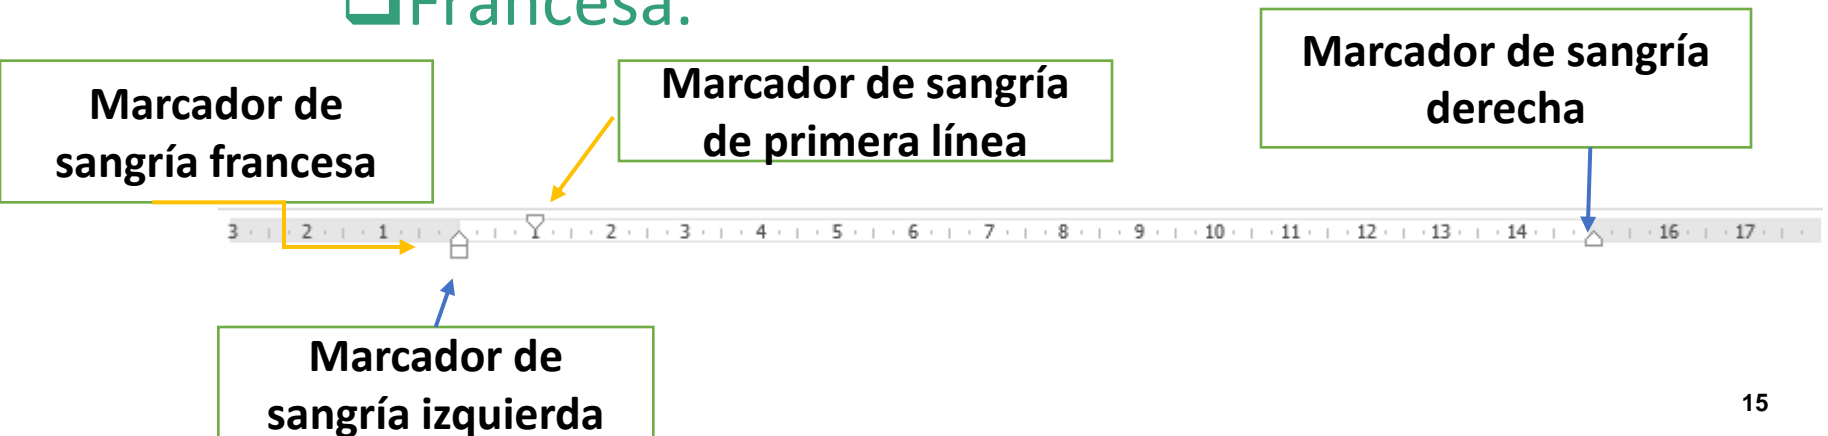 Francesa.
Marcador de sangría
derecha
Marcador de
sangría francesa
Marcador de sangría
de primera línea
3 2 1 1 2 3 4 5 6 7 8 9 10 11 12 13 14 16 17
Marcador de
sangría izquierda
15